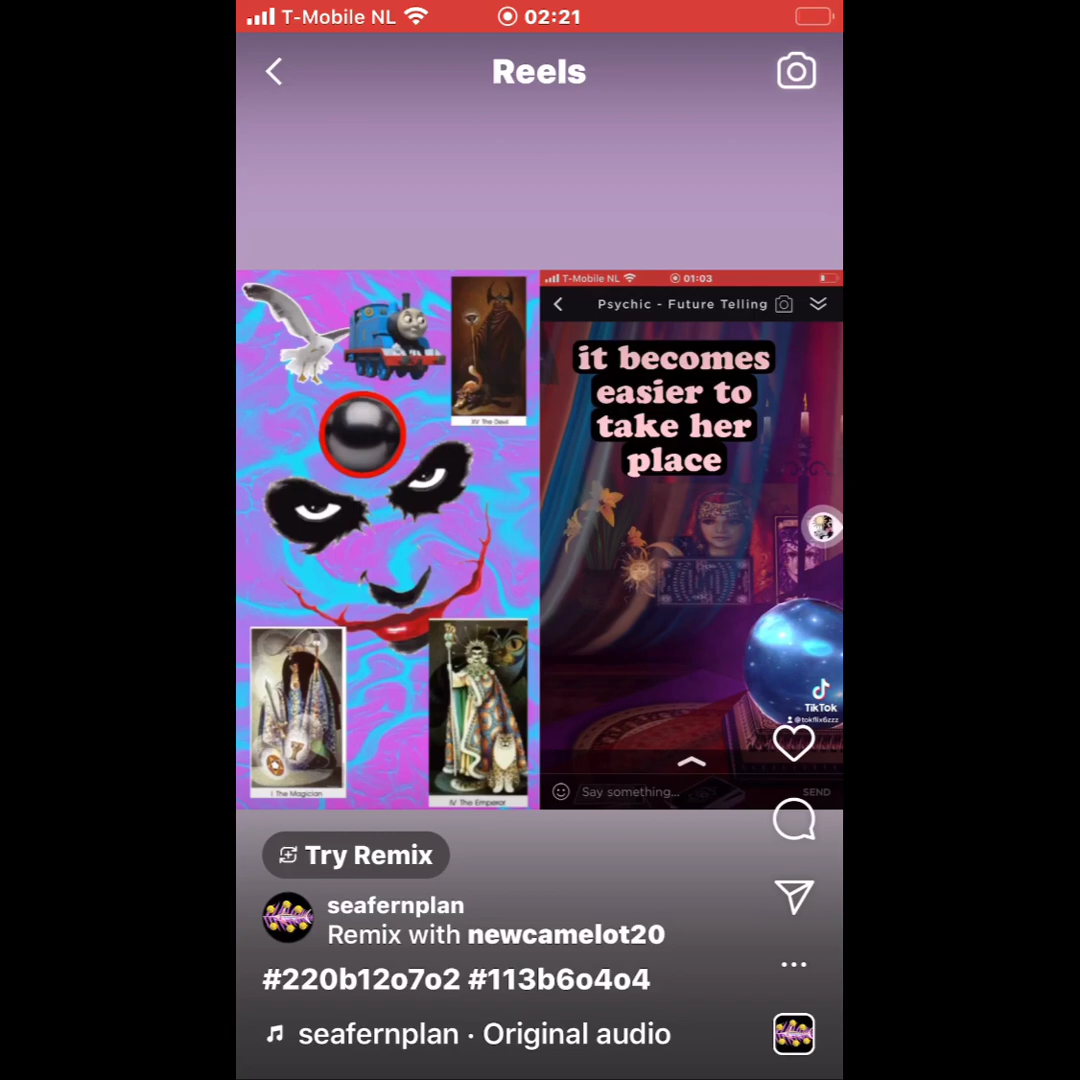 T-Mobile NL
02:21
Reels
T-Mobile NL
01:03
Psychic - Future Telling
XV The Devil
it becomes
easier to
take her
place
I The Magician
IV The Emperor
TikTok
@tokflix6zzz
Say something...
SEND
Try Remix
seafernplan
Remix with newcamelot20
#220b12o7o2 #113b6o4o4
seafernplan · Original audio